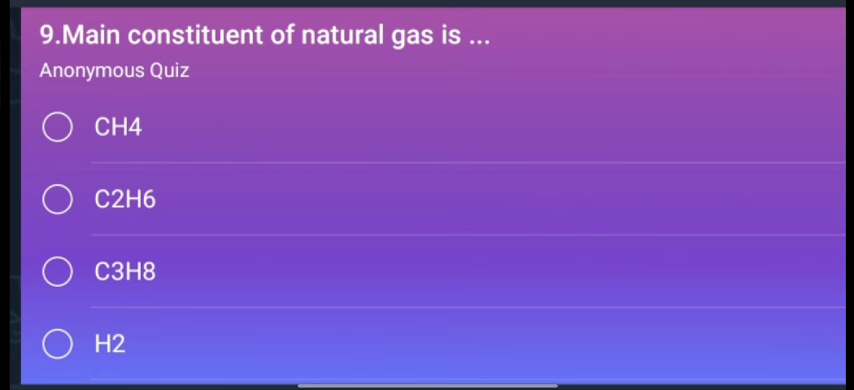 9.Main constituent of natural gas is ...
Anonymous Quiz
CH4
C2H6
C3H8
H2